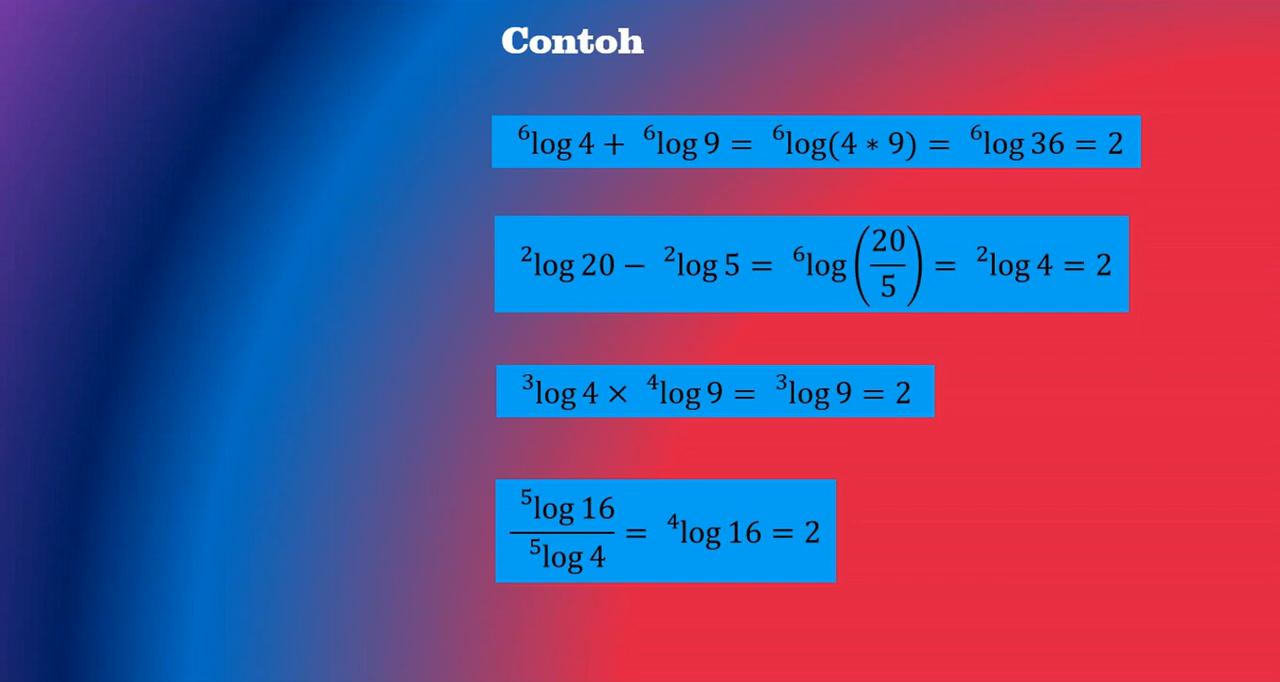 Contoh
⁶log 4 + ⁶log 9 = ⁶log(4 * 9) = ⁶log 36 = 2
²log 20 − ²log 5 = ⁶log(20/5) = ²log 4 = 2
³log 4 × ⁴log 9 = ³log 9 = 2
⁵log 16 / ⁵log 4 = ⁴log 16 = 2